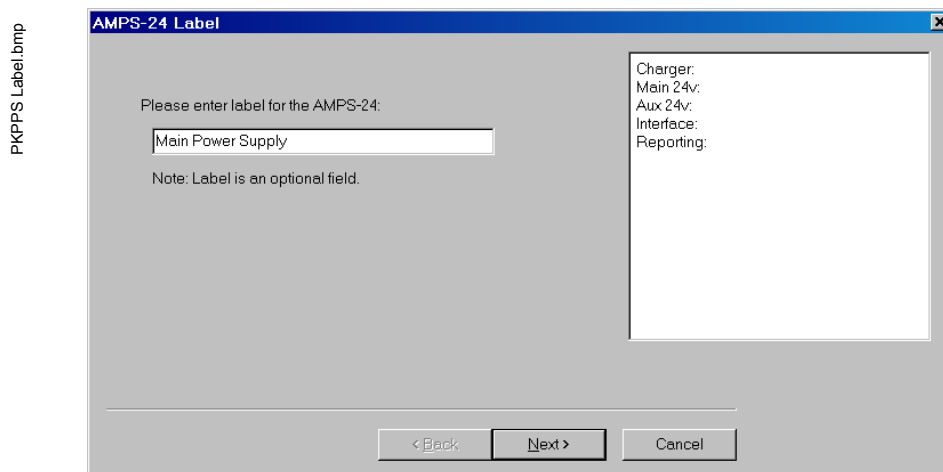 PKPPS Label.bmp
AMPS-24 Label
Please enter label for the AMPS-24:
Main Power Supply
Note: Label is an optional field.
Charger:
Main 24v:
Aux 24v:
Interface:
Reporting:
< Back
Next >
Cancel